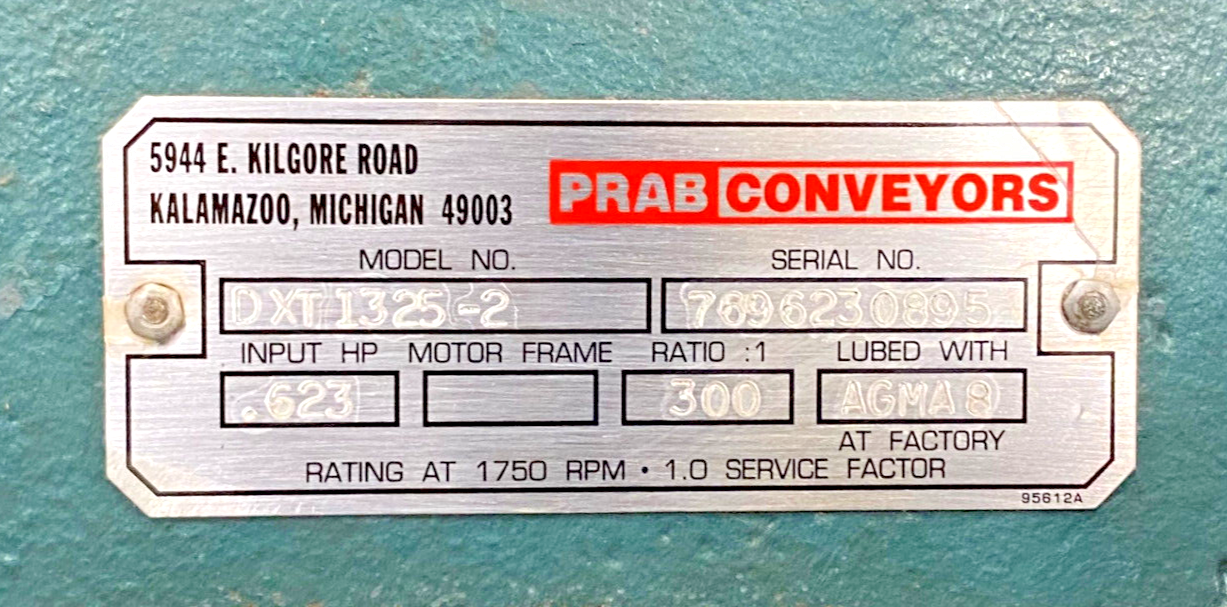 5944 E. KILGORE ROAD
KALAMAZOO, MICHIGAN 49003
PRAB CONVEYORS
MODEL NO. SERIAL NO.
DXT1325-2 7696230895
INPUT HP MOTOR FRAME RATIO :1 LUBED WITH
.623 300 AGMA 8
AT FACTORY
RATING AT 1750 RPM • 1.0 SERVICE FACTOR
95612A